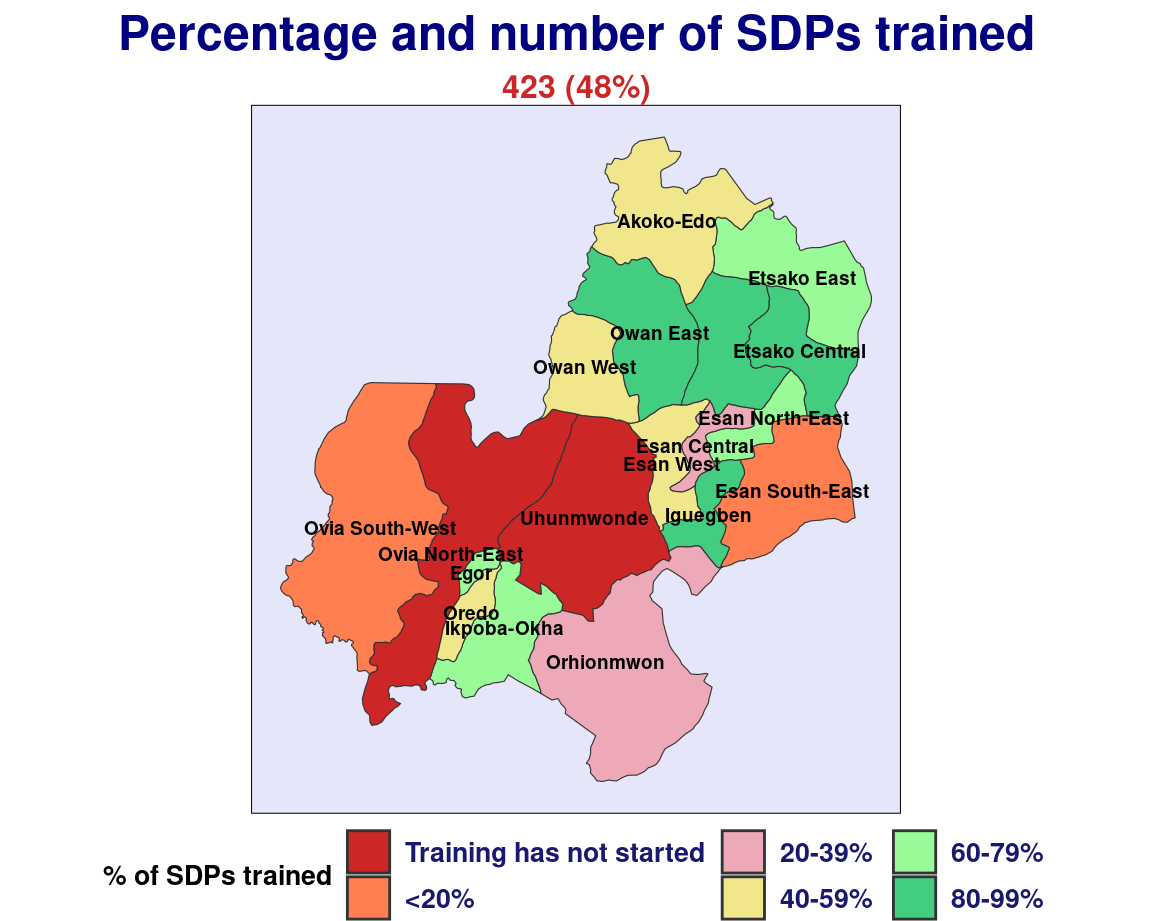 Percentage and number of SDPs trained
423 (48%)
Akoko-Edo
Etsako East
Owan East
Etsako Central
Owan West
Esan North-East
Esan Central
Esan West
Esan South-East
Iguegben
Uhunmwonde
Ovia South-West
Ovia North-East
Egor
Oredo
Ikpoba-Okha
Orhionmwon
% of SDPs trained
Training has not started
<20%
20-39%
40-59%
60-79%
80-99%